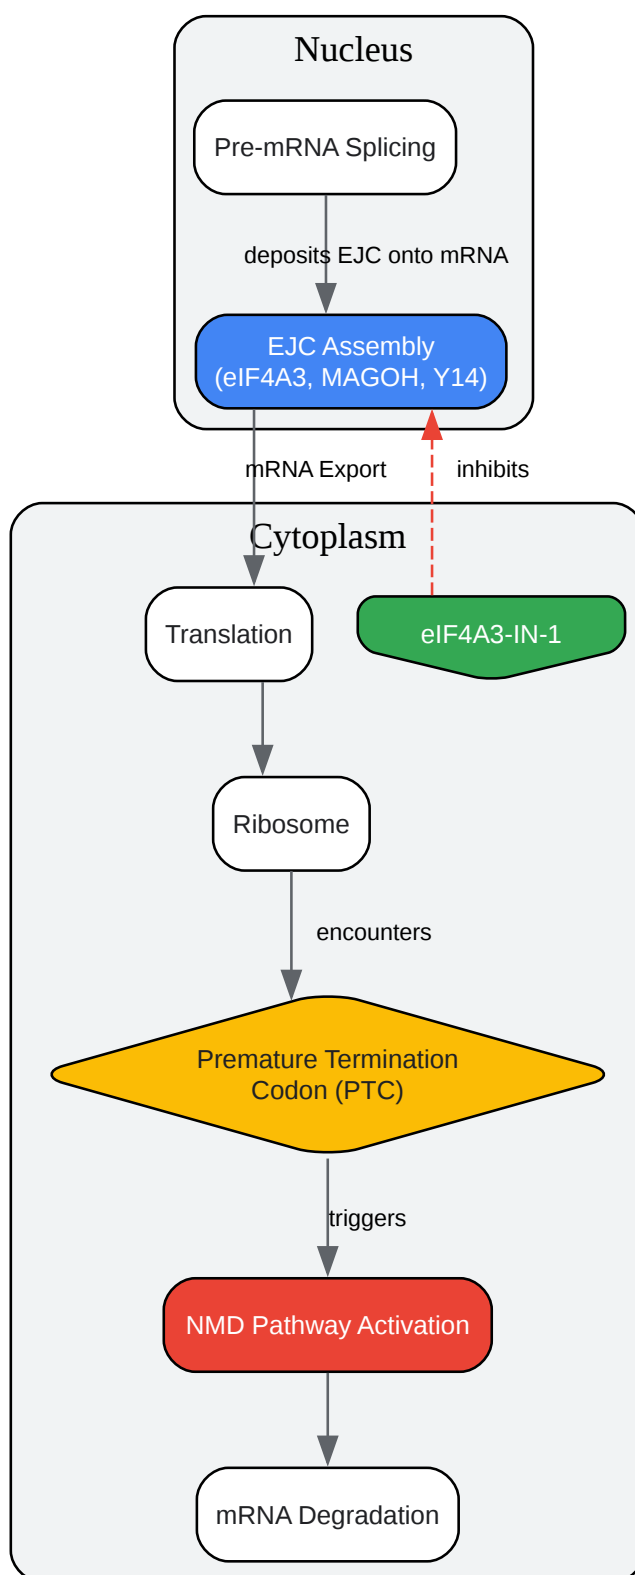 Nucleus
Pre-mRNA Splicing
deposits EJC onto mRNA
EJC Assembly
(eIF4A3, MAGOH, Y14)
mRNA Export
inhibits
Cytoplasm
Translation
eIF4A3-IN-1
Ribosome
encounters
Premature Termination
Codon (PTC)
triggers
NMD Pathway Activation
mRNA Degradation